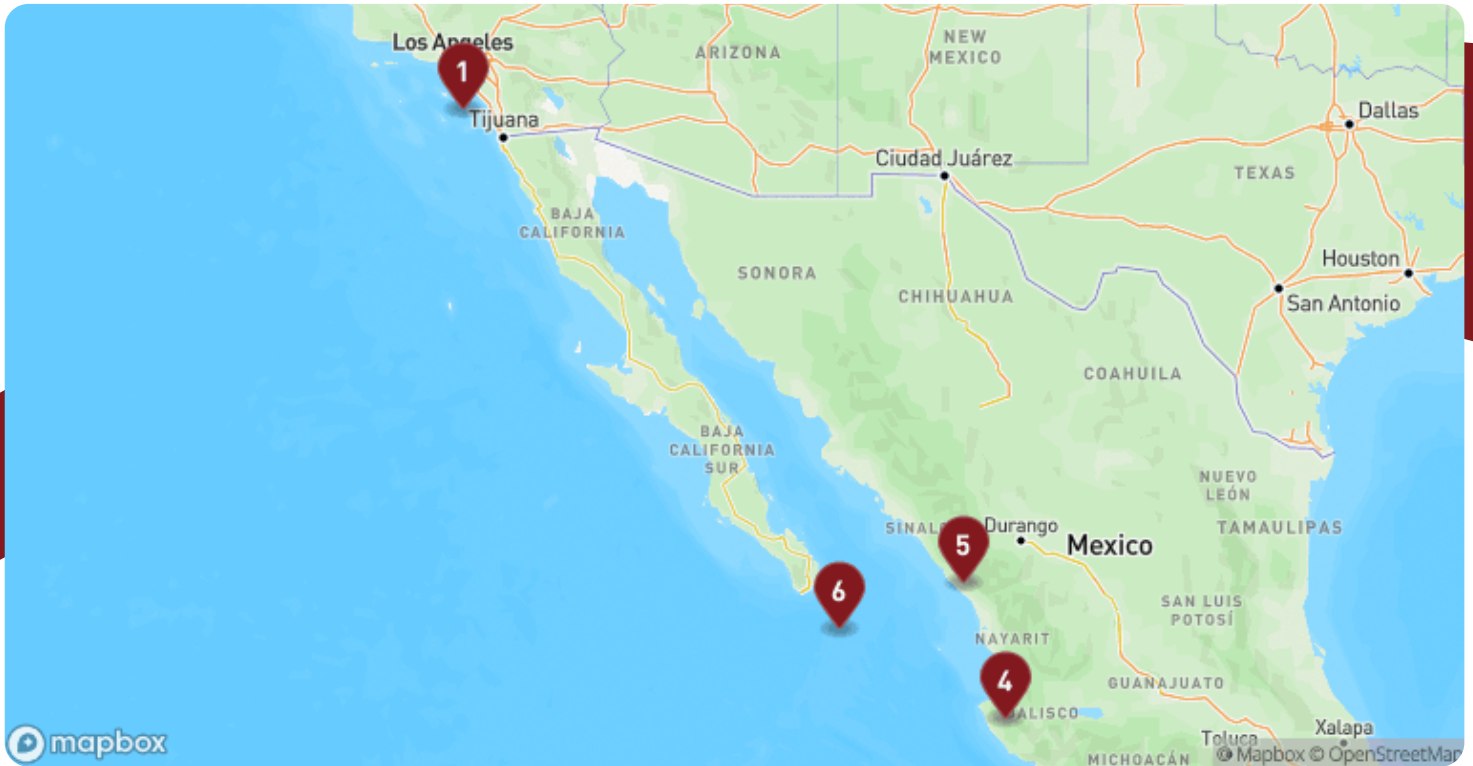 Los Angeles
1
Tijuana
ARIZONA
NEW
MEXICO
Dallas
Ciudad Juárez
TEXAS
BAJA
CALIFORNIA
SONORA
CHIHUAHUA
Houston
San Antonio
COAHUILA
BAJA
CALIFORNIA
SUR
NUEVO
LEÓN
SINAL
5
Durango
Mexico
TAMAULIPAS
6
SAN LUIS
POTOSÍ
NAYARIT
4
ALISCO
GUANAJUATO
Toluca
Xalapa
MICHOACÁN
mapbox
© Mapbox © OpenStreetMap